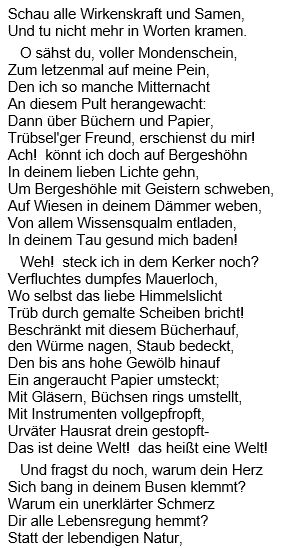 Schau alle Wirkenskraft und Samen,
Und tu nicht mehr in Worten kramen.
O sähst du, voller Mondenschein,
Zum letzenmal auf meine Pein,
Den ich so manche Mitternacht
An diesem Pult herangewacht:
Dann über Büchern und Papier,
Trübsel'ger Freund, erschienst du mir!
Ach!  könnt ich doch auf Bergeshöhn
In deinem lieben Lichte gehn,
Um Bergeshöhle mit Geistern schweben,
Auf Wiesen in deinem Dämmer weben,
Von allem Wissensqualm entladen,
In deinem Tau gesund mich baden!
Weh!  steck ich in dem Kerker noch?
Verfluchtes dumpfes Mauerloch,
Wo selbst das liebe Himmelslicht
Trüb durch gemalte Scheiben bricht!
Beschränkt mit diesem Bücherhauf,
den Würme nagen, Staub bedeckt,
Den bis ans hohe Gewölb hinauf
Ein angeraucht Papier umsteckt;
Mit Gläsern, Büchsen rings umstellt,
Mit Instrumenten vollgepfropft,
Urväter Hausrat drein gestopft-
Das ist deine Welt!  das heißt eine Welt!
Und fragst du noch, warum dein Herz
Sich bang in deinem Busen klemmt?
Warum ein unerklärter Schmerz
Dir alle Lebensregung hemmt?
Statt der lebendigen Natur,